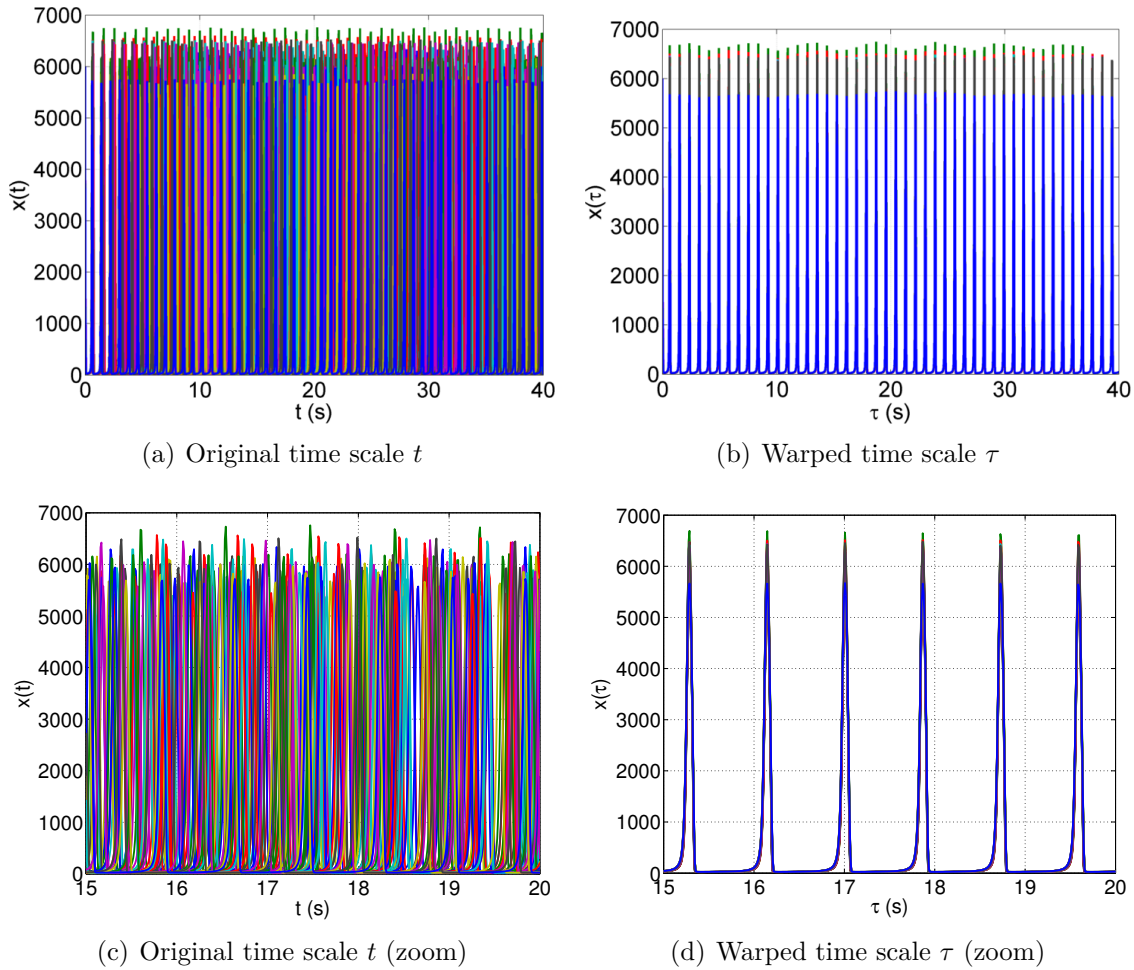 7000
6000
5000
4000
3000
2000
1000
0
x(t)
0 10 20 30 40
t (s)
(a) Original time scale t
7000
6000
5000
4000
3000
2000
1000
0
x(τ)
0 10 20 30 40
τ (s)
(b) Warped time scale τ
7000
6000
5000
4000
3000
2000
1000
0
x(t)
15 16 17 18 19 20
t (s)
(c) Original time scale t (zoom)
7000
6000
5000
4000
3000
2000
1000
0
x(τ)
15 16 17 18 19 20
τ (s)
(d) Warped time scale τ (zoom)